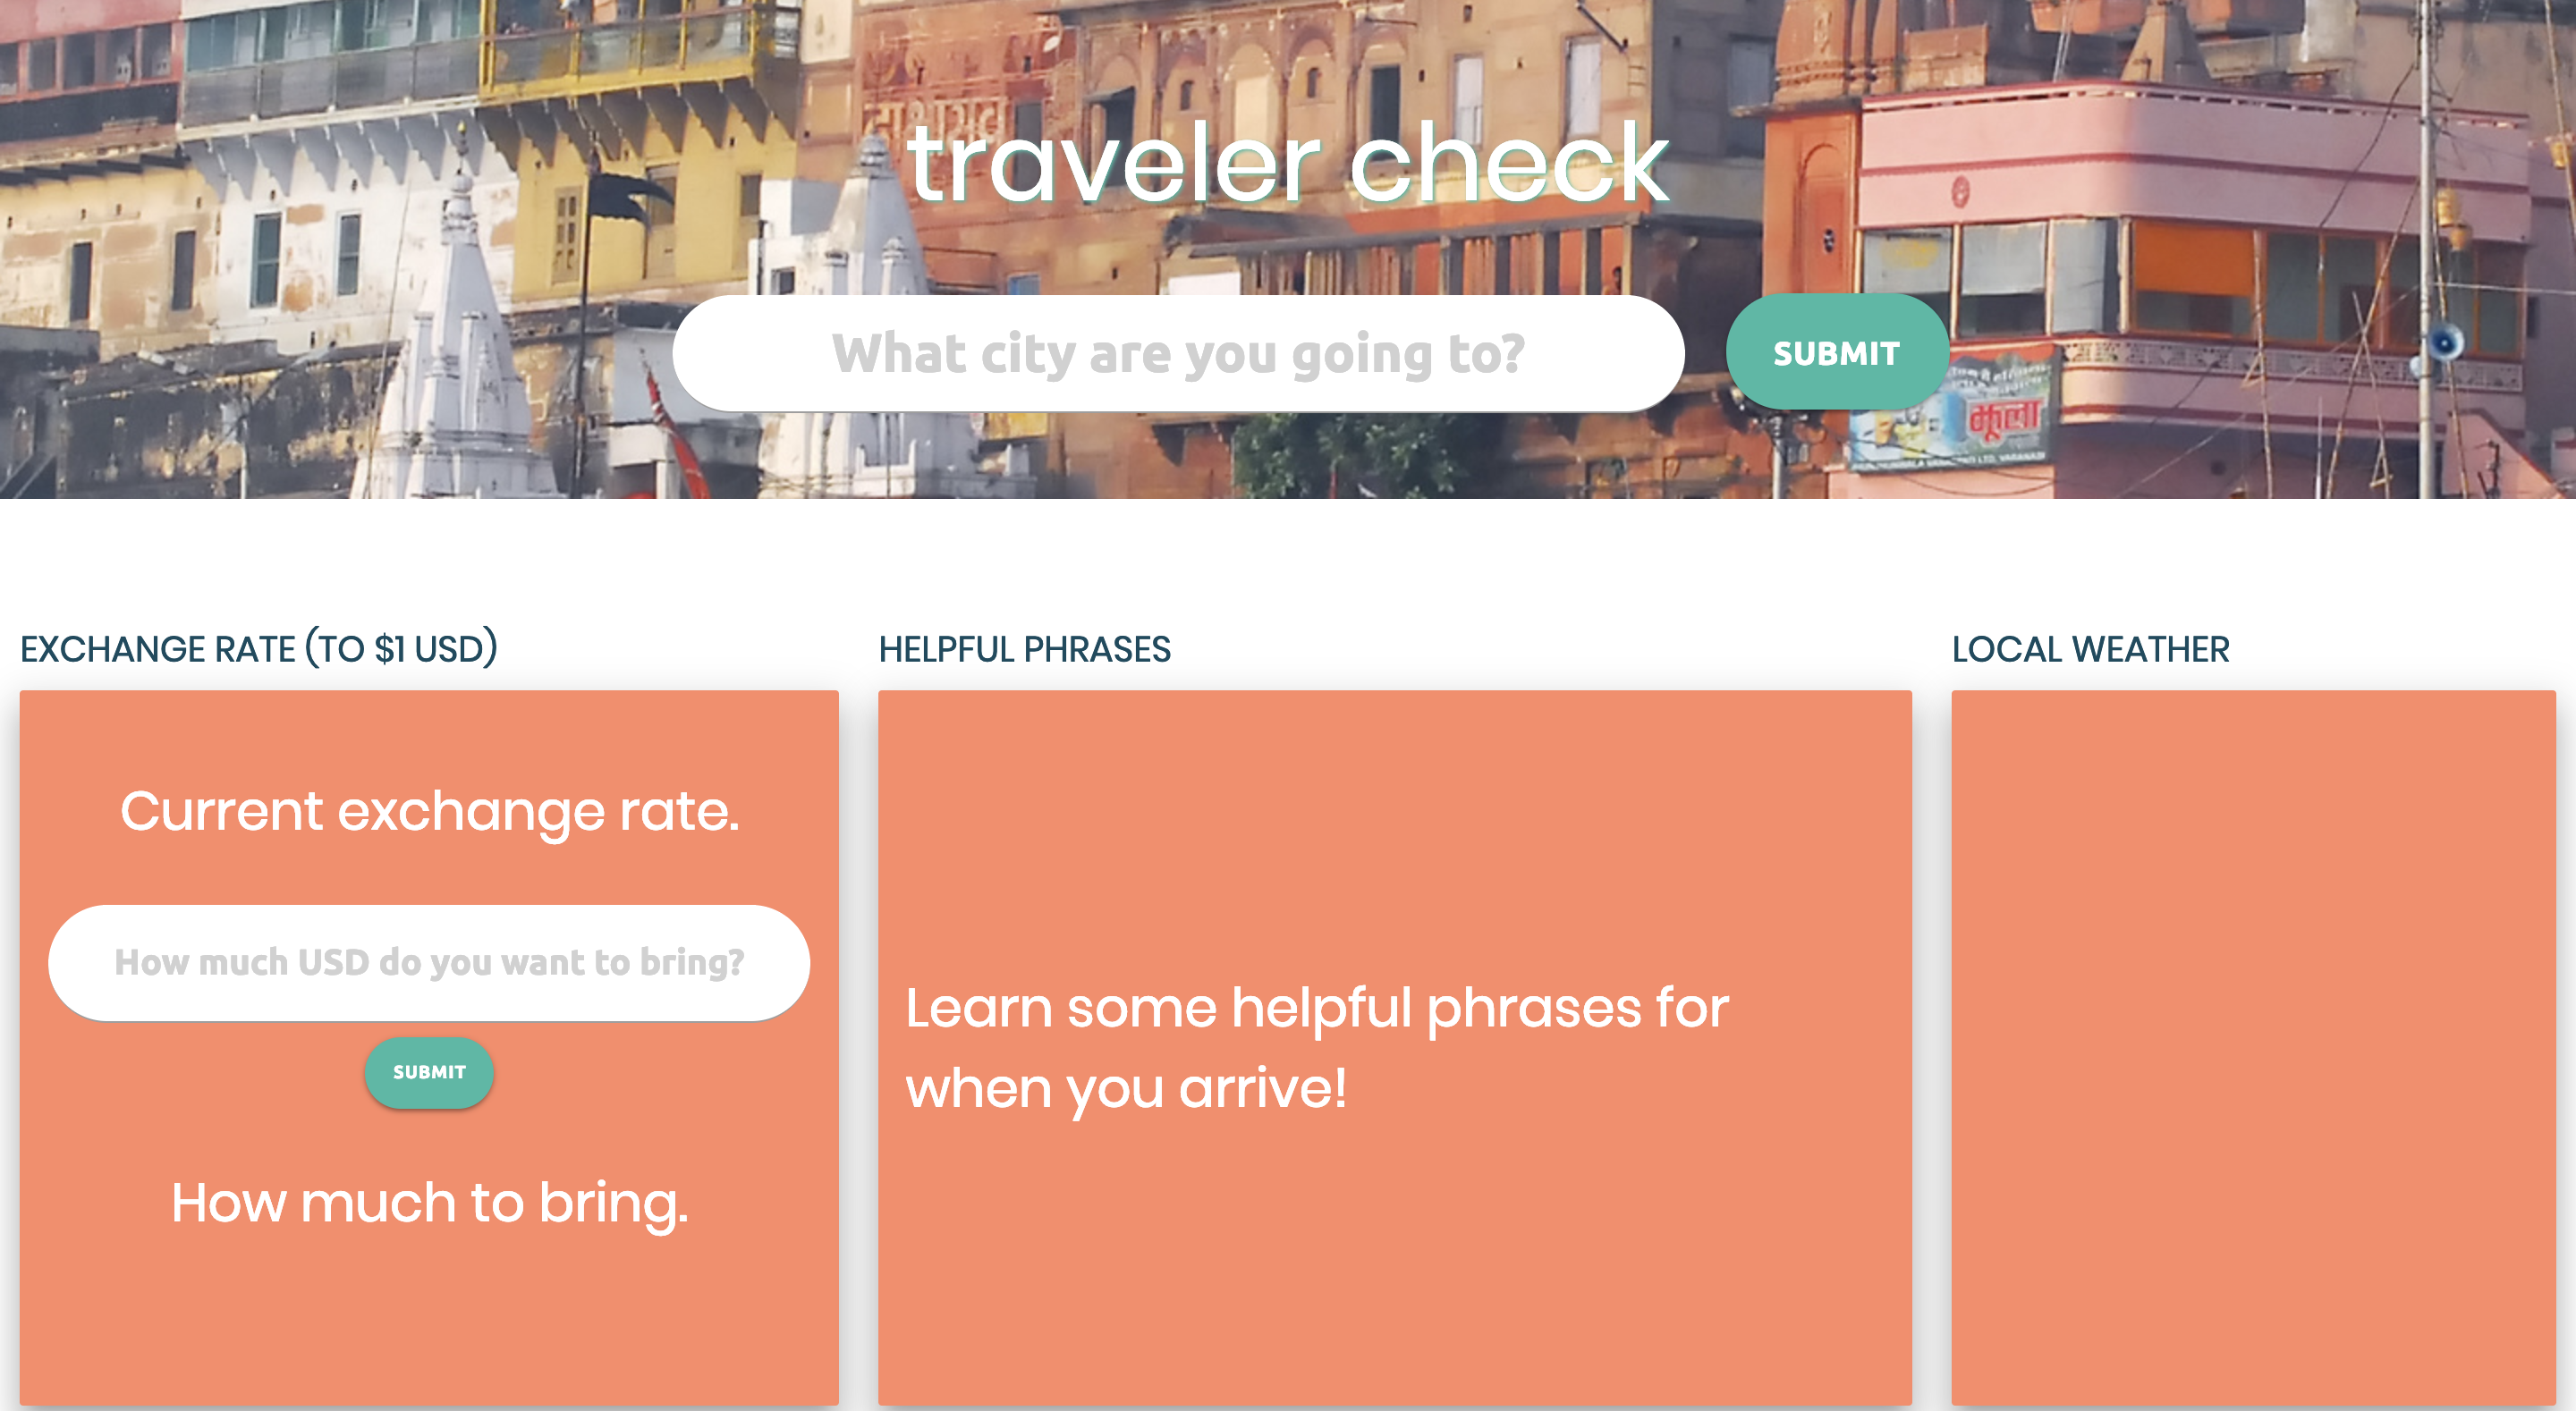 traveler check
What city are you going to?
SUBMIT
झूला
VARANASI
EXCHANGE RATE (TO $1 USD)
HELPFUL PHRASES
LOCAL WEATHER
Current exchange rate.
How much USD do you want to bring?
SUBMIT
How much to bring.
Learn some helpful phrases for
when you arrive!